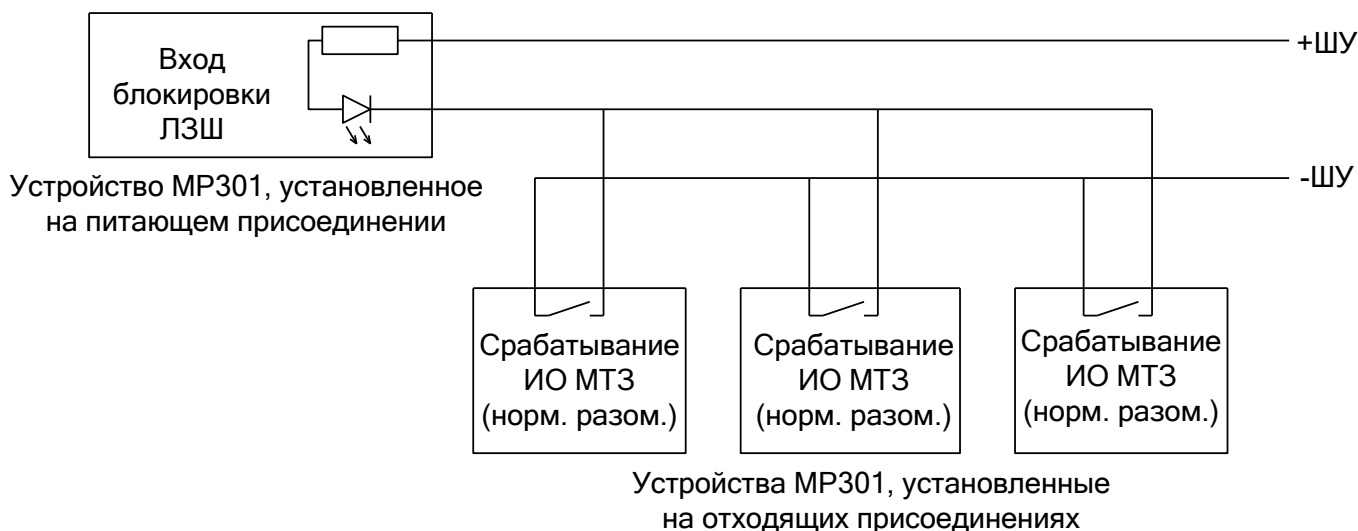 Вход
блокировки
ЛЗШ
+ШУ
-ШУ
Устройство МР301, установленное
на питающем присоединении
Срабатывание
ИО МТЗ
(норм. разом.)
Срабатывание
ИО МТЗ
(норм. разом.)
Срабатывание
ИО МТЗ
(норм. разом.)
Устройства МР301, установленные
на отходящих присоединениях